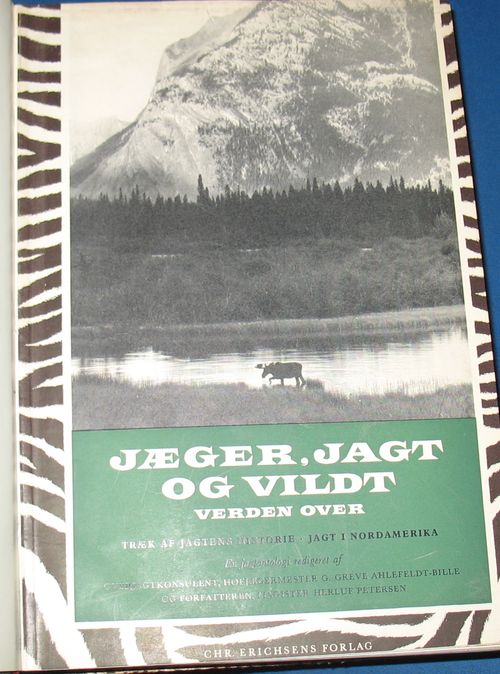 JÆGER, JAGT
OG VILDT
VERDEN OVER
TRÆK AF JAGTENS HISTORIE · JAGT I NORDAMERIKA
En jagtantologi redigeret af
HOFJÆGERMESTER G. GREVE AHLEFELDT-BILLE
OG FORFATTEREN, MAGISTER HERLUF PETERSEN
CHR. ERICHSENS FORLAG